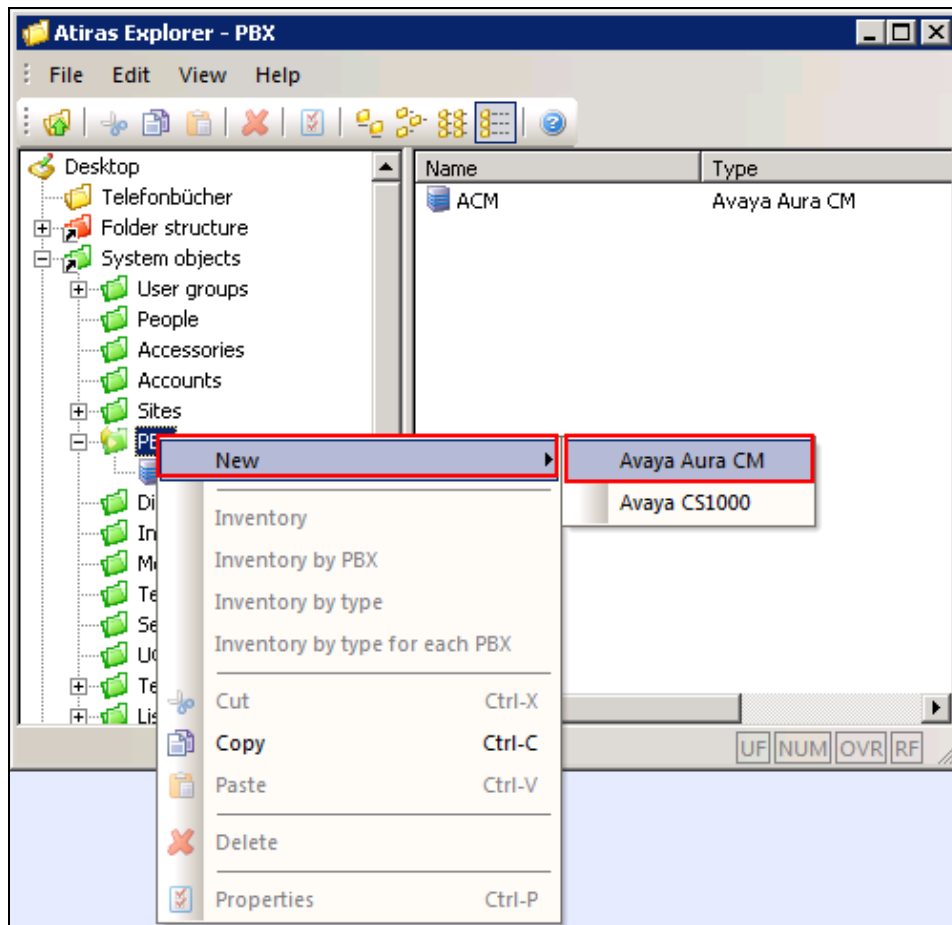 Atiras Explorer - PBX
File Edit View Help
Desktop
Telefonbücher
Folder structure
System objects
User groups
People
Accessories
Accounts
Sites
Name Type
ACM Avaya Aura CM
New
Inventory
Inventory by PBX
Inventory by type
Inventory by type for each PBX
Cut Ctrl-X
Copy Ctrl-C
Paste Ctrl-V
Delete
Properties Ctrl-P
Avaya Aura CM
Avaya CS1000
UF NUM OVR RF